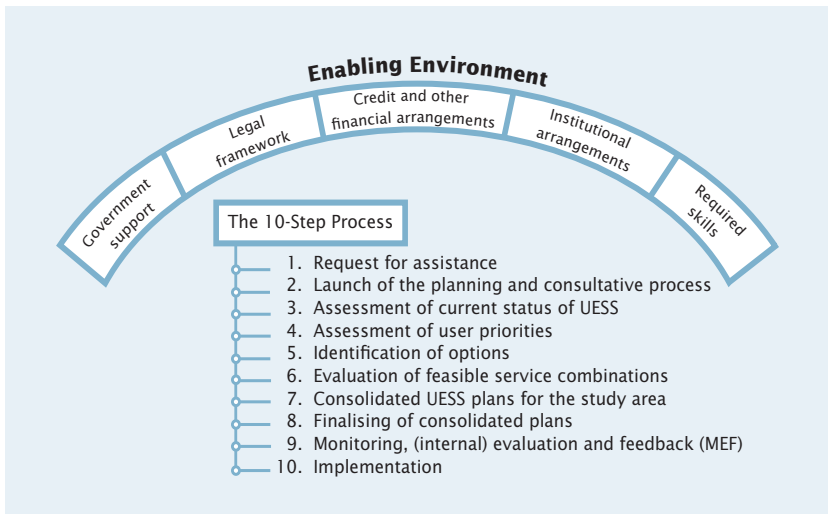 Enabling Environment
Government
support
Legal
framework
Credit and other
financial arrangements
Institutional
arrangements
Required
skills
The 10-Step Process
1. Request for assistance
2. Launch of the planning and consultative process
3. Assessment of current status of UESS
4. Assessment of user priorities
5. Identification of options
6. Evaluation of feasible service combinations
7. Consolidated UESS plans for the study area
8. Finalising of consolidated plans
9. Monitoring, (internal) evaluation and feedback (MEF)
10. Implementation